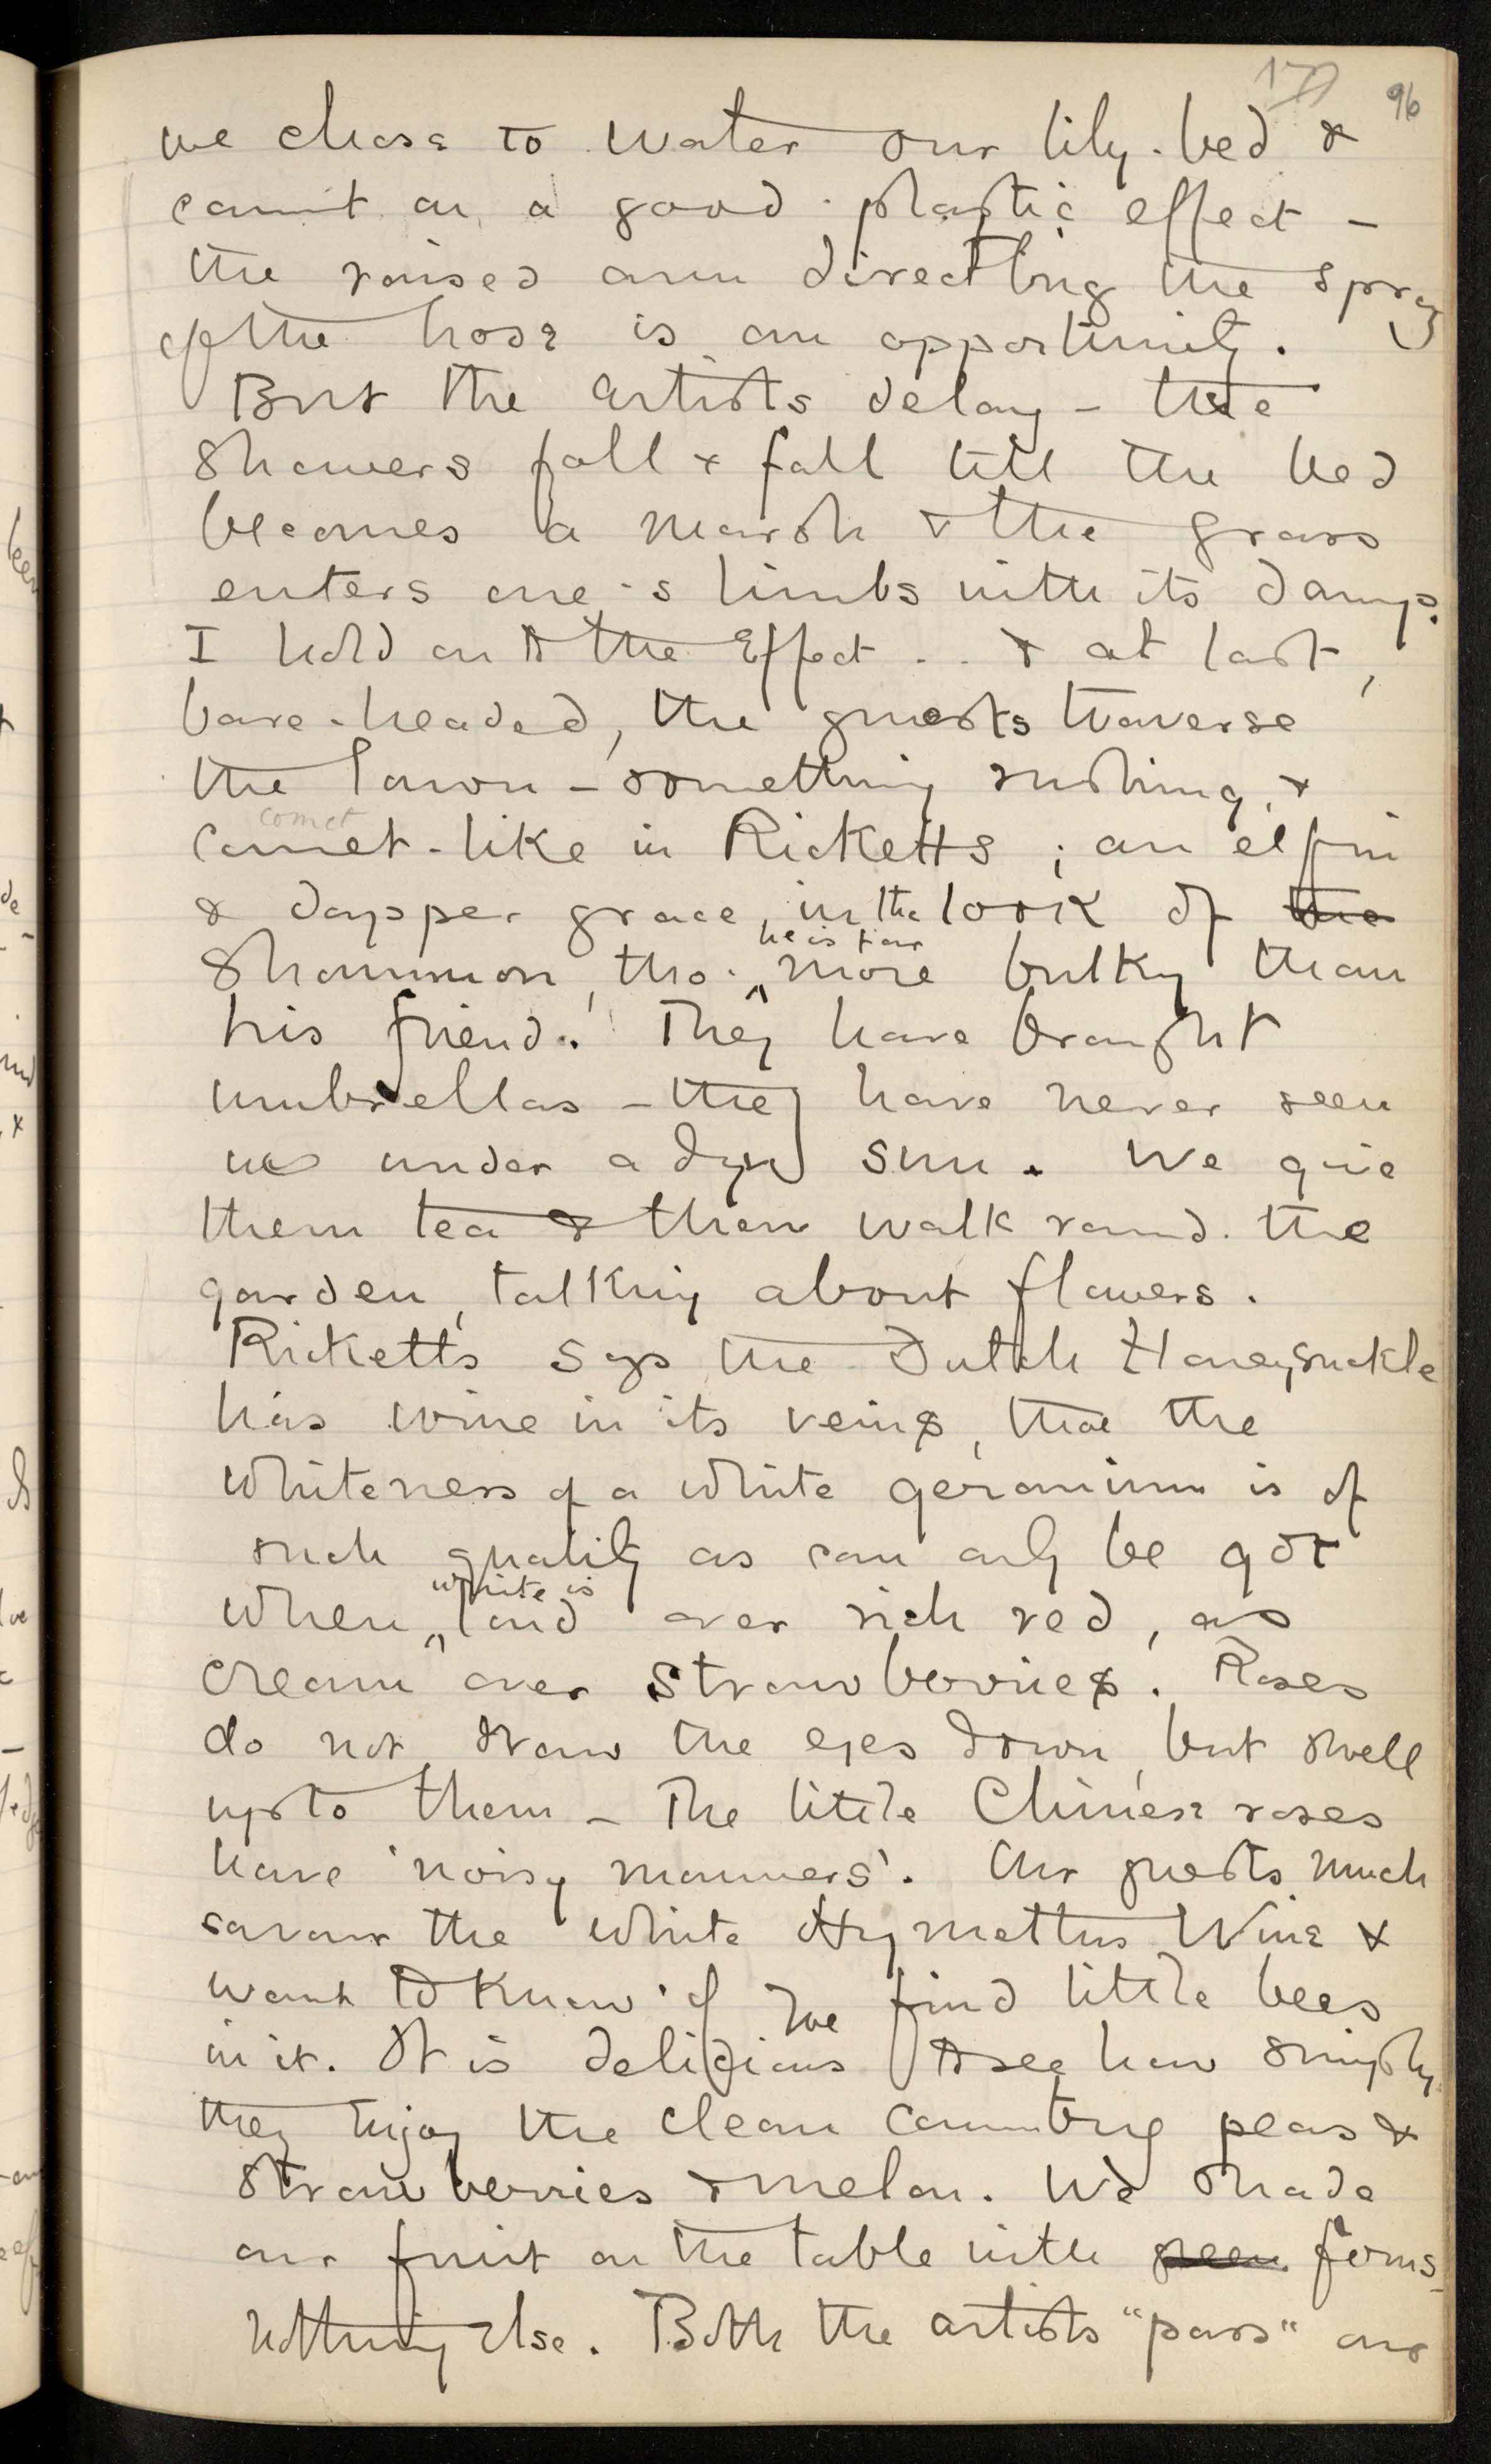 96
we chose to water our lily-bed &
count on a good plastic effect -
the raised arm directing the spray
of the hose is an opportunity.
But the artists delay - the
showers fall & fall till the bed
becomes a marsh & the grass
enters one's limbs with its damp.
I hold on to the Effect . . & at last,
bare-headed, the guests traverse
the lawn - something rushing, &
comet
comet-like in Ricketts ; an elfin
& dapper grace, in the look of the
he is far
Shannon, tho' more bulky than
his friend. They have brought
umbrellas - they have never seen
us under a dry sun. We give
them tea & then walk round the
garden, talking about flowers.
Ricketts says the Dutch Honeysuckle
has wine in its veins, that the
whiteness of a white geranium is of
such quality as can only be got
white is
when laid over rich red, as
cream over strawberries. Roses
do not draw the eyes down, but swell
up to them - The little Chinese roses
have 'noisy manners'. Our guests much
savour the white Hymettus Wine &
want to know if we find little bees
in it. It is delicious to see how simply
they enjoy the clean country peas &
strawberries & melon. We shade
our fruit on the table with green ferns -
nothing else. Both the artists "pass" our